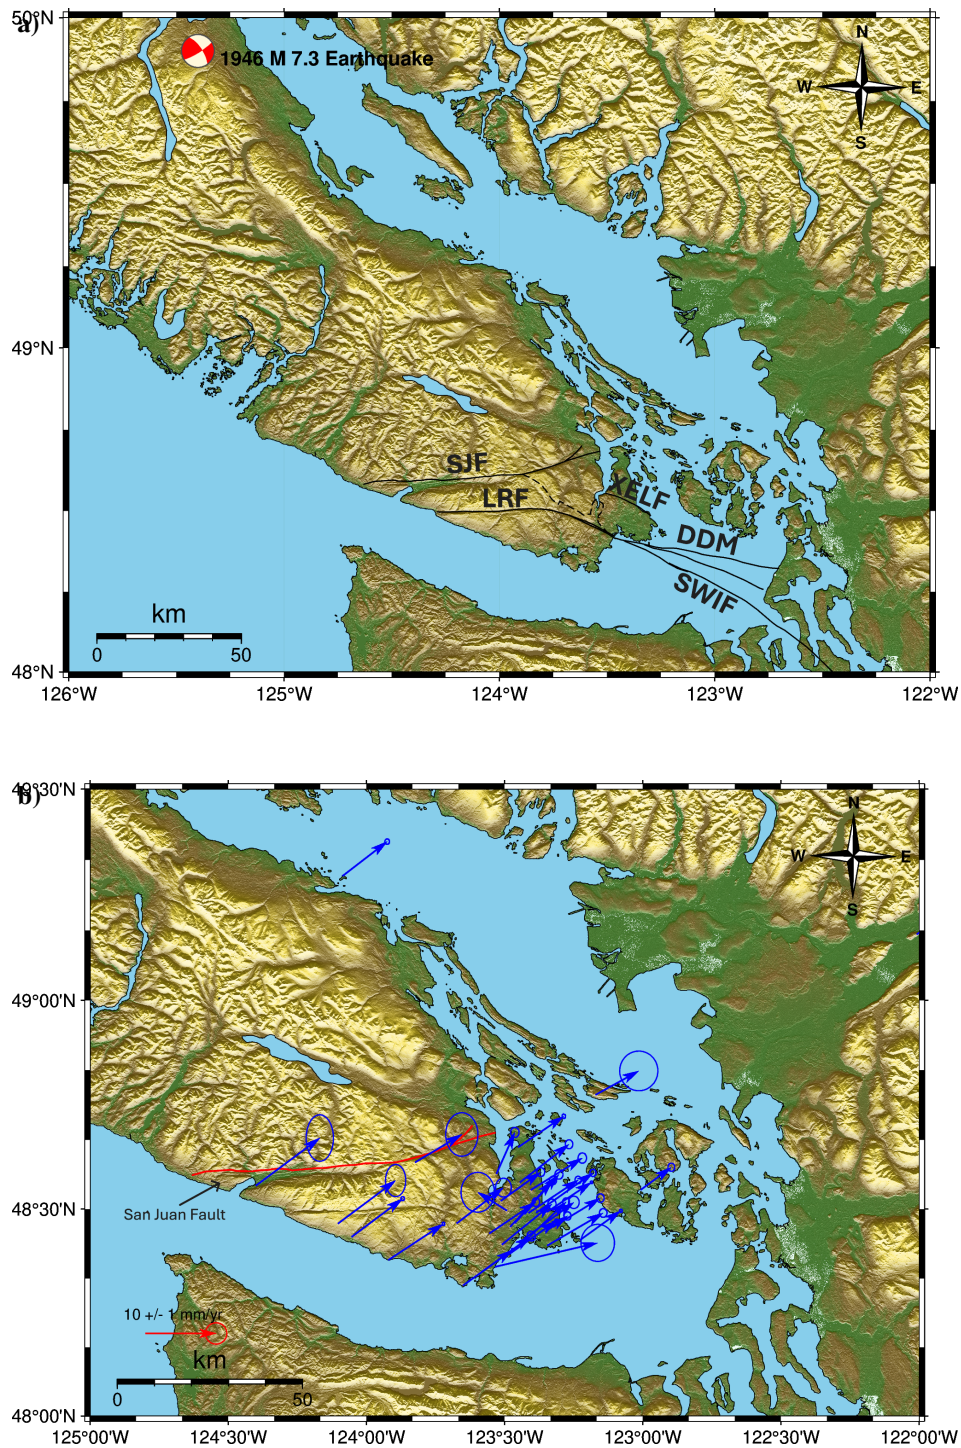 a)
50°N
1946 M 7.3 Earthquake
N
W
E
S
49°N
SJF
LRF
XELF
DDM
SWIF
km
0
50
48°N
126°W
125°W
124°W
123°W
122°W
b)
49°30'N
N
W
E
S
49°00'N
48°30'N
San Juan Fault
10 +/- 1 mm/yr
km
0
50
48°00'N
125°00'W
124°30'W
124°00'W
123°30'W
123°00'W
122°30'W
122°00'W